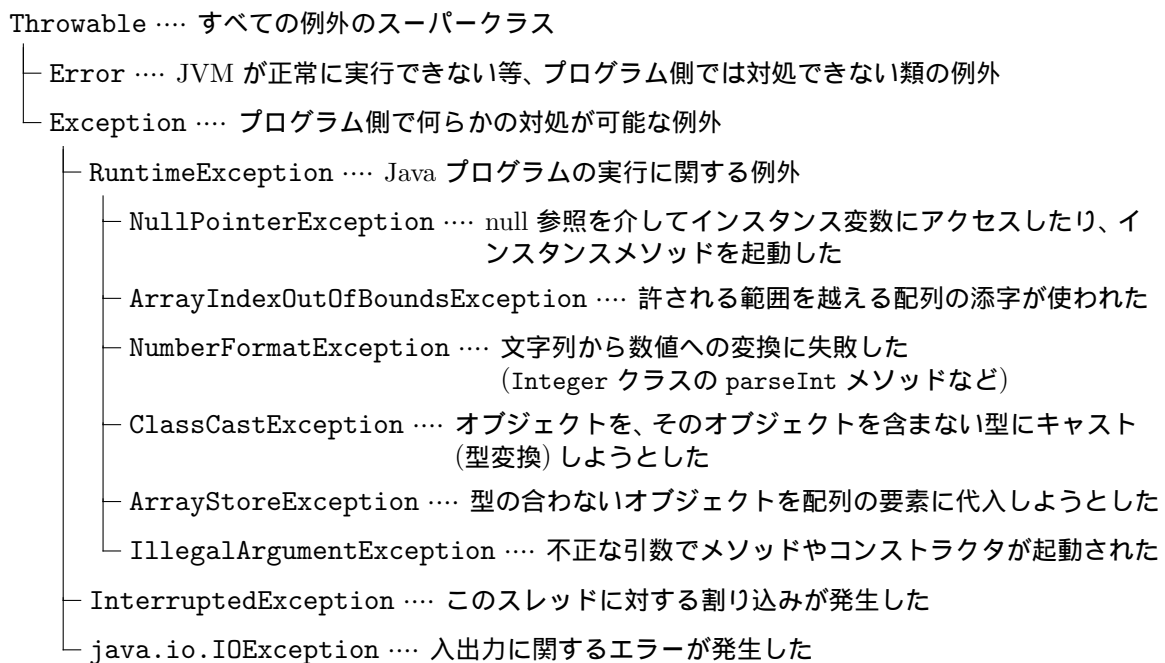 Throwable ···· すべての例外のスーパークラス
Error ···· JVM が正常に実行できない等、プログラム側では対処できない類の例外
Exception ···· プログラム側で何らかの対処が可能な例外
RuntimeException ···· Java プログラムの実行に関する例外
NullPointerException ···· null 参照を介してインスタンス変数にアクセスしたり、イ
ンスタンスメソッドを起動した
ArrayIndexOutOfBoundsException ···· 許される範囲を越える配列の添字が使われた
NumberFormatException ···· 文字列から数値への変換に失敗した
(Integer クラスの parseInt メソッドなど)
ClassCastException ···· オブジェクトを、そのオブジェクトを含まない型にキャスト
(型変換) しようとした
ArrayStoreException ···· 型の合わないオブジェクトを配列の要素に代入しようとした
IllegalArgumentException ···· 不正な引数でメソッドやコンストラクタが起動された
InterruptedException ···· このスレッドに対する割り込みが発生した
java.io.IOException ···· 入出力に関するエラーが発生した